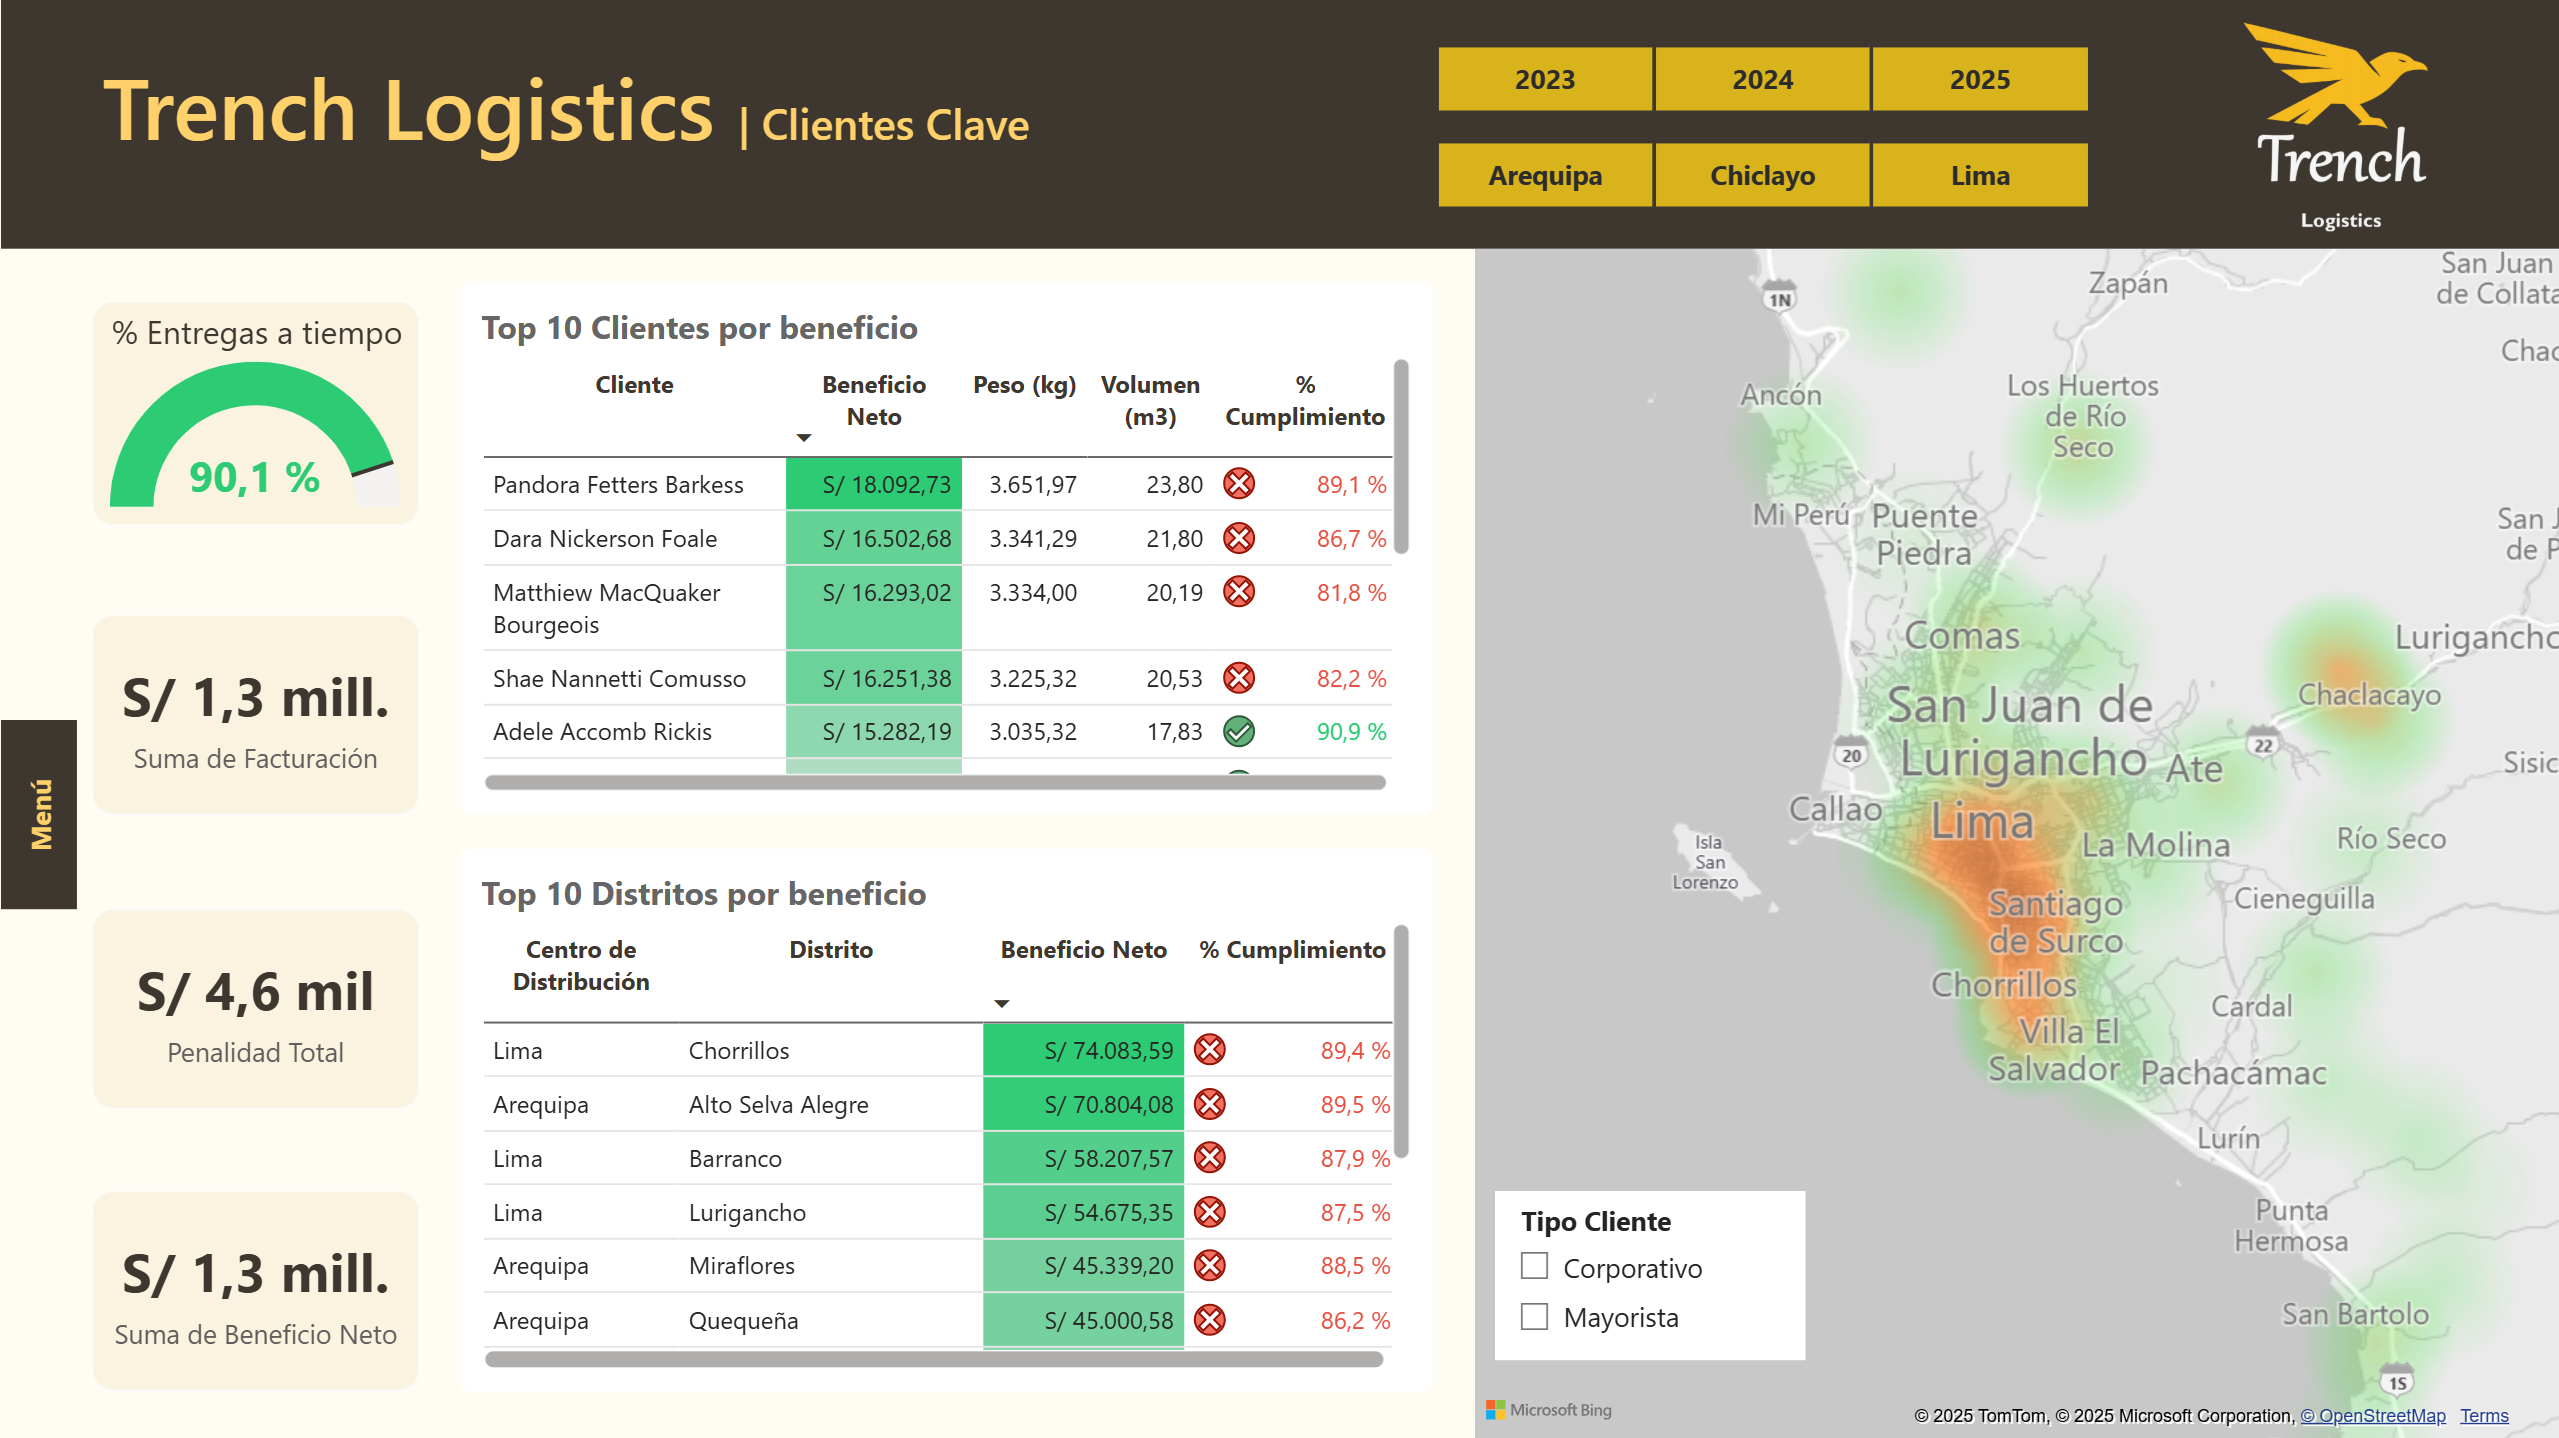 Trench Logistics | Clientes Clave
2023 2024 2025
Arequipa Chiclayo Lima
Trench
Logistics
% Entregas a tiempo
90,1 %
S/ 1,3 mill.
Suma de Facturación
S/ 4,6 mil
Penalidad Total
S/ 1,3 mill.
Suma de Beneficio Neto
Menú
Top 10 Clientes por beneficio
Cliente Beneficio Neto Peso (kg) Volumen (m3) % Cumplimiento
Pandora Fetters Barkess S/ 18.092,73 3.651,97 23,80 89,1 %
Dara Nickerson Foale S/ 16.502,68 3.341,29 21,80 86,7 %
Matthiew MacQuaker Bourgeois S/ 16.293,02 3.334,00 20,19 81,8 %
Shae Nannetti Comusso S/ 16.251,38 3.225,32 20,53 82,2 %
Adele Accomb Rickis S/ 15.282,19 3.035,32 17,83 90,9 %
Top 10 Distritos por beneficio
Centro de Distribución Distrito Beneficio Neto % Cumplimiento
Lima Chorrillos S/ 74.083,59 89,4 %
Arequipa Alto Selva Alegre S/ 70.804,08 89,5 %
Lima Barranco S/ 58.207,57 87,9 %
Lima Lurigancho S/ 54.675,35 87,5 %
Arequipa Miraflores S/ 45.339,20 88,5 %
Arequipa Quequeña S/ 45.000,58 86,2 %
1N
Zapán
San Juan
de Collata
Chac
Ancón
Los Huertos
de Río
Seco
Mi Perú
Puente
Piedra
San J
de P
Comas
Lurigancho
San Juan de
Lurigancho
Chaclacayo
20
22
Ate
Sisic
Callao
Lima
La Molina
Río Seco
Isla
San
Lorenzo
Cieneguilla
Santiago
de Surco
Chorrillos
Cardal
Villa El
Salvador
Pachacámac
Lurín
Punta
Hermosa
San Bartolo
1S
Tipo Cliente
Corporativo
Mayorista
Microsoft Bing
© 2025 TomTom, © 2025 Microsoft Corporation, © OpenStreetMap Terms